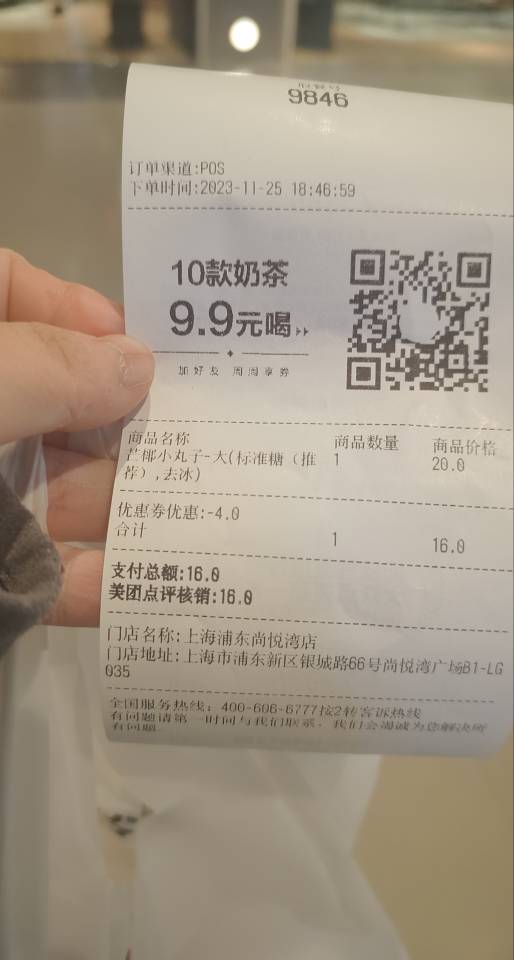 9846
订单渠道:POS
下单时间:2023-11-25 18:46:59
10款奶茶
9.9元喝
加好友 周周享券
商品名称 商品数量 商品价格
芒椰小丸子-大(标准糖（推 1 20.0
荐）,去冰)
优惠券优惠:-4.0
合计 1 16.0
支付总额:16.0
美团点评核销:16.0
门店名称:上海浦东尚悦湾店
门店地址:上海市浦东新区银城路66号尚悦湾广场B1-LG
035
全国服务热线: 400-606-6777按2转客诉热线
有问题请第一时间与我们联系，我们会竭诚为您解决所
有问题